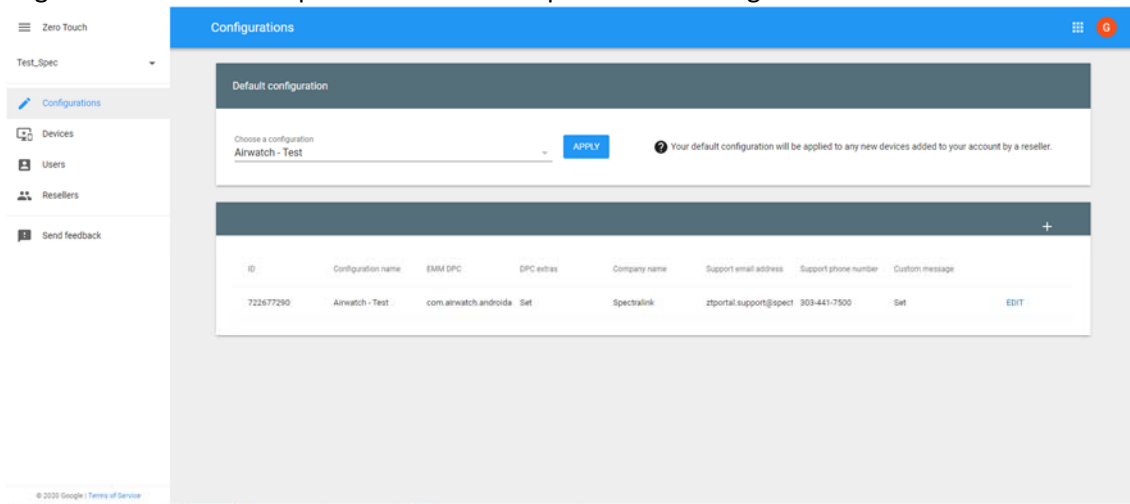 Zero Touch
Configurations
G
Test_Spec
Configurations
Devices
Users
Resellers
Send feedback
Default configuration
Choose a configuration
Airwatch - Test
APPLY
? Your default configuration will be applied to any new devices added to your account by a reseller.
+
ID Configuration name EMM DPC DPC extras Company name Support email address Support phone number Custom message
722677290 Airwatch - Test com.airwatch.androida Set Spectralink ztportal.support@spect 303-441-7500 Set EDIT
© 2020 Google | Terms of Service